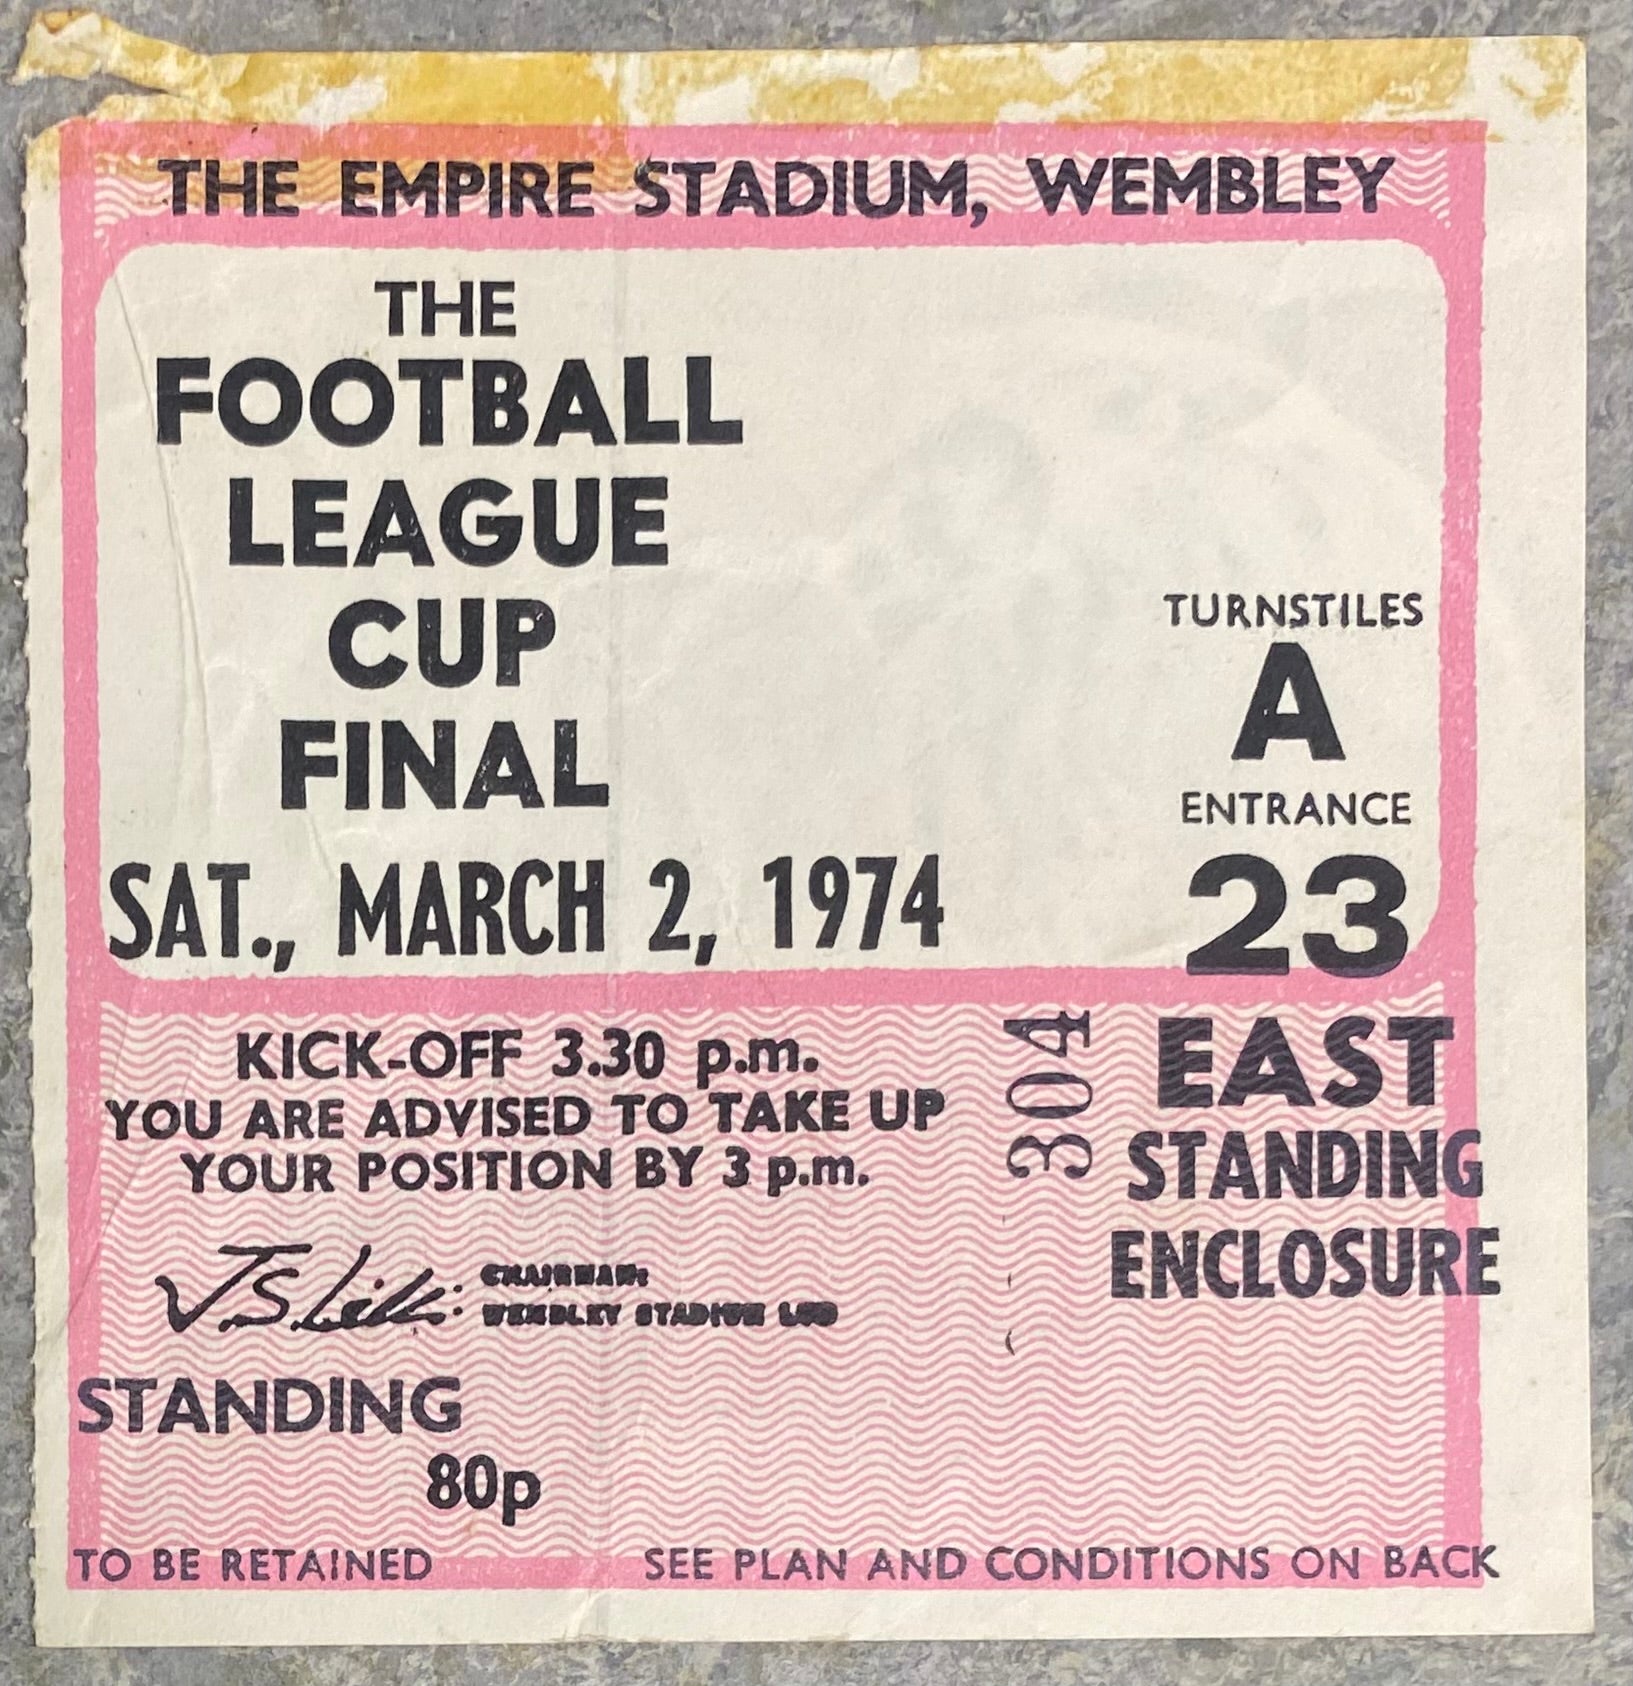 THE EMPIRE STADIUM, WEMBLEY
THE
FOOTBALL
LEAGUE
CUP
FINAL
SAT., MARCH 2, 1974
TURNSTILES
A
ENTRANCE
23
EAST
STANDING
ENCLOSURE
304
KICK-OFF 3.30 p.m.
YOU ARE ADVISED TO TAKE UP
YOUR POSITION BY 3 p.m.
CHAIRMAN:
WEMBLEY STADIUM LTD
STANDING
80p
TO BE RETAINED
SEE PLAN AND CONDITIONS ON BACK